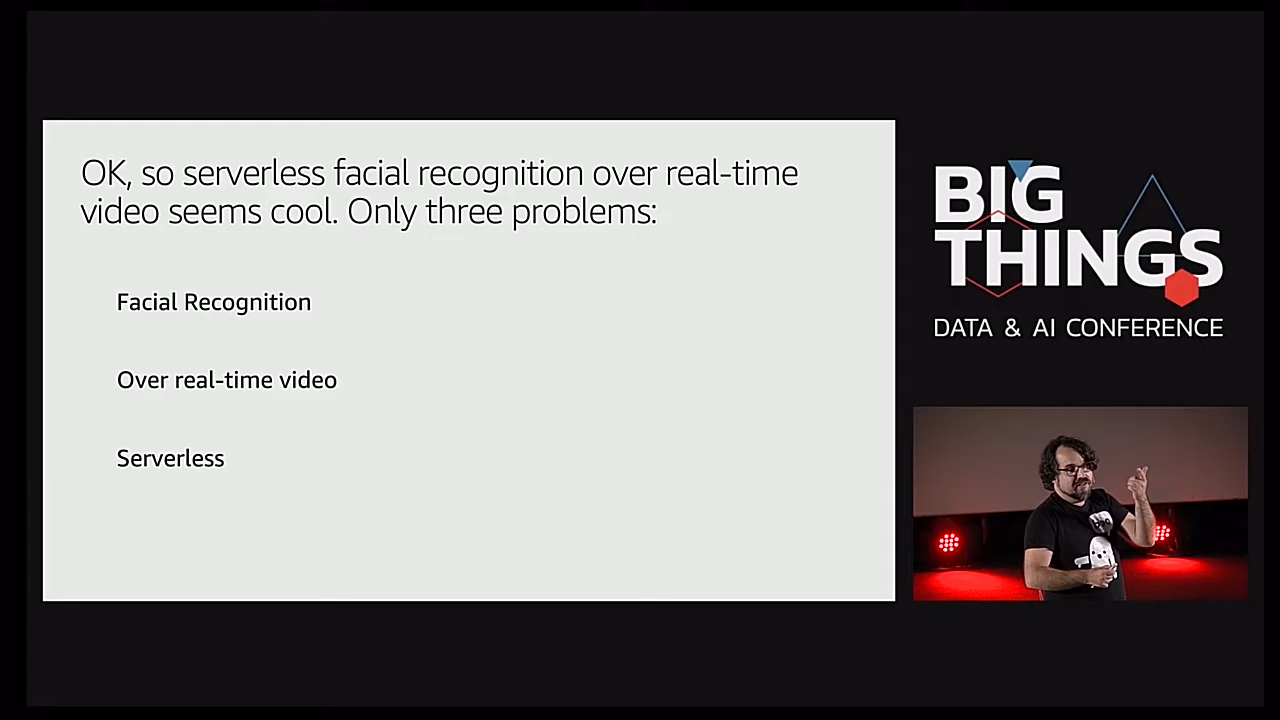 OK, so serverless facial recognition over real-time
video seems cool. Only three problems:
Facial Recognition
Over real-time video
Serverless
BIG
THINGS
DATA & AI CONFERENCE